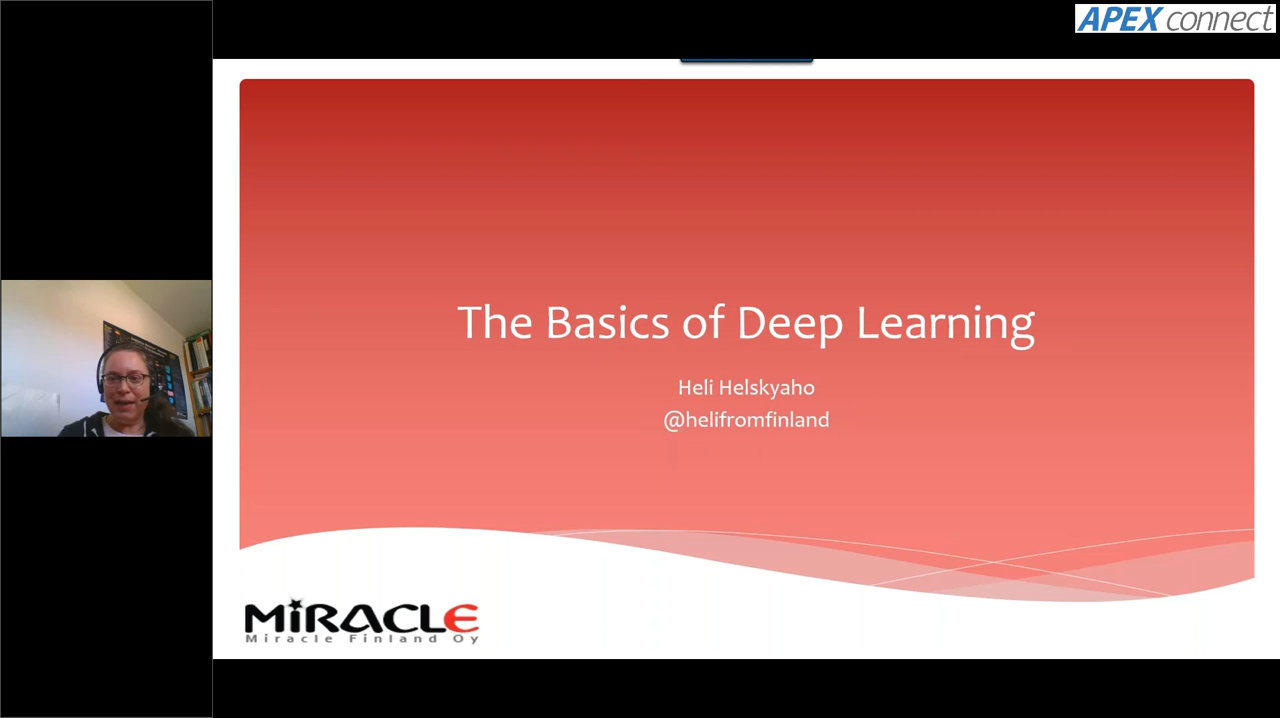 APEX connect
The Basics of Deep Learning
Heli Helskyaho
@helifromfinland
MIRACLE
Miracle Finland Oy